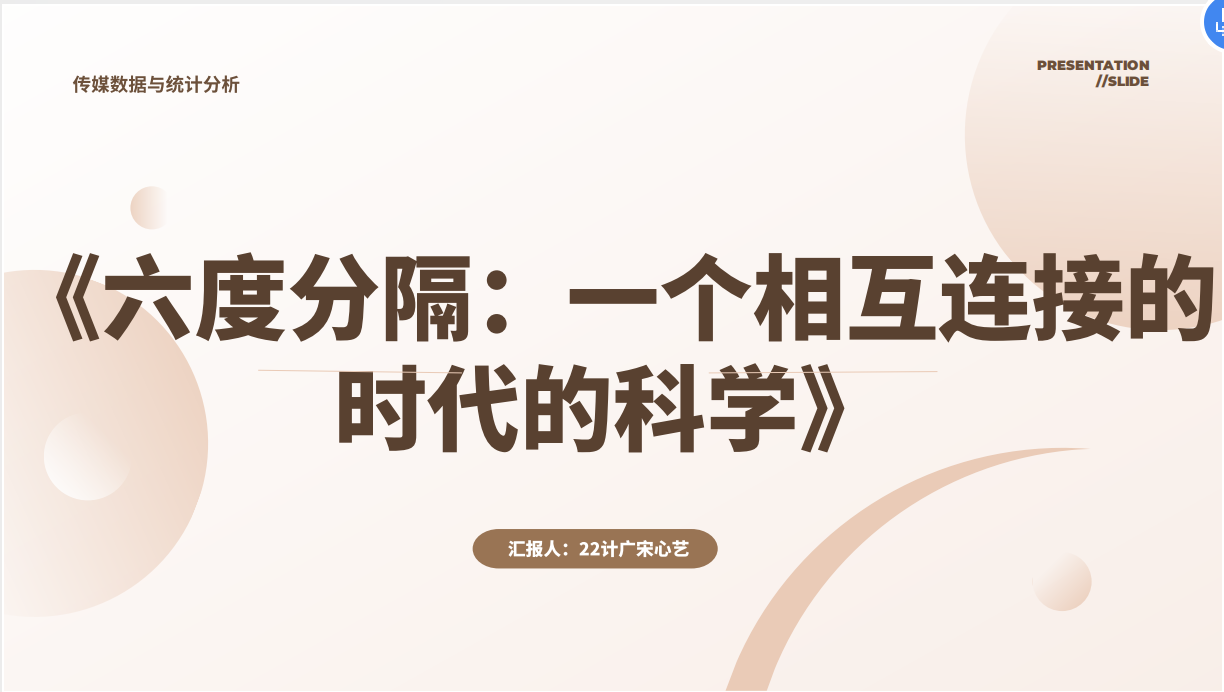 传媒数据与统计分析
PRESENTATION
//SLIDE
《六度分隔：一个相互连接的
时代的科学》
汇报人：22计广宋心艺